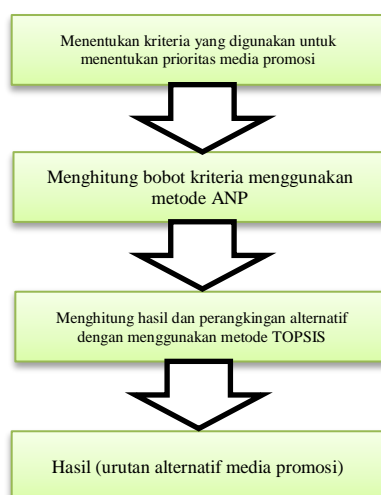 Menentukan kriteria yang digunakan untuk
menentukan prioritas media promosi
Menghitung bobot kriteria menggunakan
metode ANP
Menghitung hasil dan perangkingan alternatif
dengan menggunakan metode TOPSIS
Hasil (urutan alternatif media promosi)